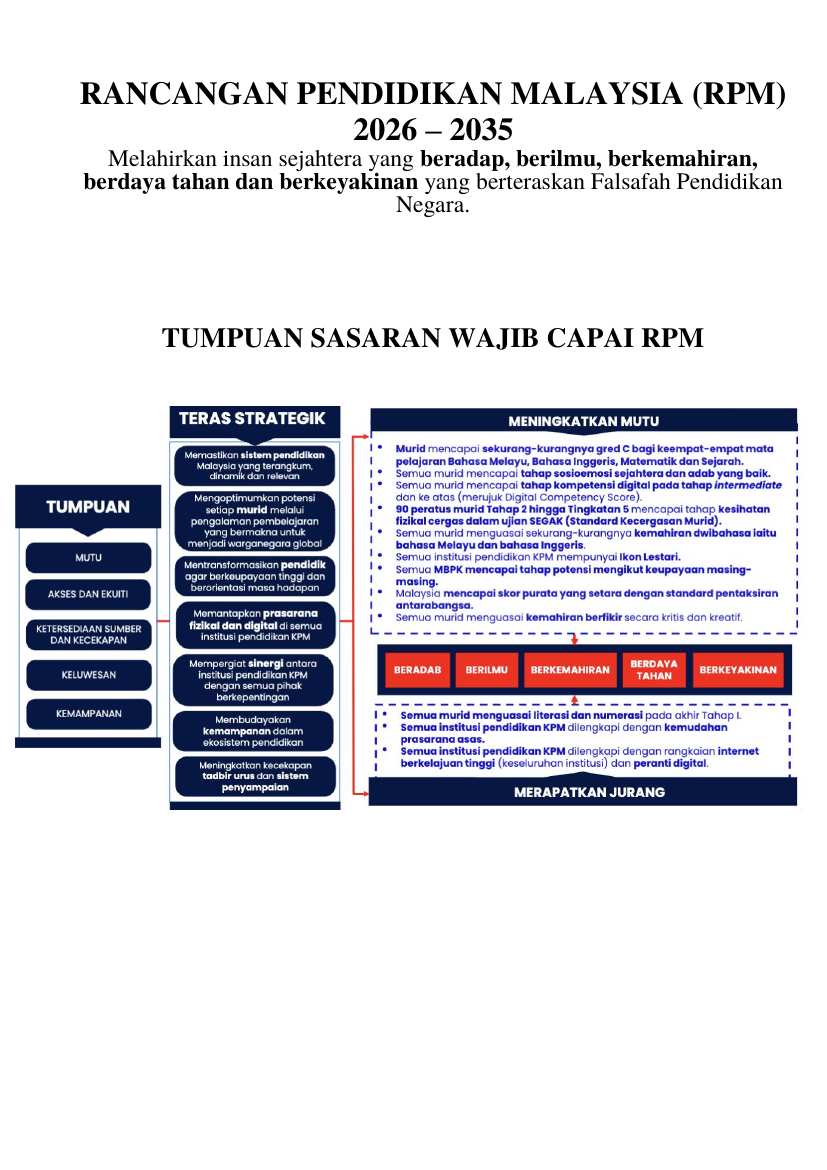 RANCANGAN PENDIDIKAN MALAYSIA (RPM)
2026 – 2035
Melahirkan insan sejahtera yang beradap, berilmu, berkemahiran,
berdaya tahan dan berkeyakinan yang berteraskan Falsafah Pendidikan
Negara.
TUMPUAN SASARAN WAJIB CAPAI RPM
TUMPUAN
MUTU
AKSES DAN EKUITI
KETERSEDIAAN SUMBER
DAN KECEKAPAN
KELUWESAN
KEMAMPANAN
TERAS STRATEGIK
Memastikan sistem pendidikan
Malaysia yang terangkum,
dinamik dan relevan
Mengoptimumkan potensi
setiap murid melalui
pengalaman pembelajaran
yang bermakna untuk
menjadi warganegara global
Mentransformasikan pendidik
agar berkeupayaan tinggi dan
berorientasi masa hadapan
Memantapkan prasarana
fizikal dan digital di semua
institusi pendidikan KPM
Mempergiat sinergi antara
institusi pendidikan KPM
dengan semua pihak
berkepentingan
Membudayakan
kemampanan dalam
ekosistem pendidikan
Meningkatkan kecekapan
tadbir urus dan sistem
penyampaian
MENINGKATKAN MUTU
• Murid mencapai sekurang-kurangnya gred C bagi keempat-empat mata
pelajaran Bahasa Melayu, Bahasa Inggeris, Matematik dan Sejarah.
• Semua murid mencapai tahap sosioemosi sejahtera dan adab yang baik.
• Semua murid mencapai tahap kompetensi digital pada tahap intermediate
dan ke atas (merujuk Digital Competency Score).
• 90 peratus murid Tahap 2 hingga Tingkatan 5 mencapai tahap kesihatan
fizikal cergas dalam ujian SEGAK (Standard Kecergasan Murid).
• Semua murid menguasai sekurang-kurangnya kemahiran dwibahasa iaitu
bahasa Melayu dan bahasa Inggeris.
• Semua institusi pendidikan KPM mempunyai Ikon Lestari.
• Semua MBPK mencapai tahap potensi mengikut keupayaan masing-
masing.
• Malaysia mencapai skor purata yang setara dengan standard pentaksiran
antarabangsa.
• Semua murid menguasai kemahiran berfikir secara kritis dan kreatif.
BERADAB
BERILMU
BERKEMAHIRAN
BERDAYA
TAHAN
BERKEYAKINAN
• Semua murid menguasai literasi dan numerasi pada akhir Tahap I.
• Semua institusi pendidikan KPM dilengkapi dengan kemudahan
prasarana asas.
• Semua institusi pendidikan KPM dilengkapi dengan rangkaian internet
berkelajuan tinggi (keseluruhan institusi) dan peranti digital.
MERAPATKAN JURANG